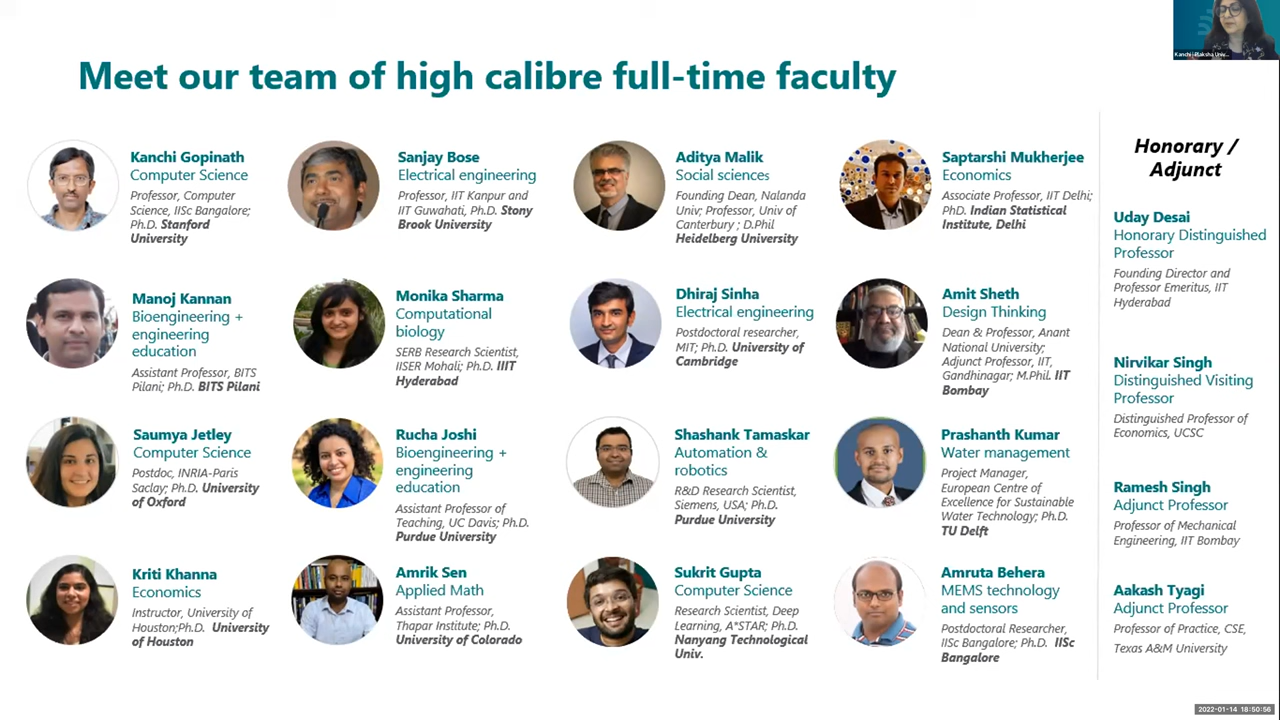 Meet our team of high calibre full-time faculty
Kanchi Gopinath
Computer Science
Professor, Computer
Science, IISc Bangalore;
Ph.D. Stanford
University
Sanjay Bose
Electrical engineering
Professor, IIT Kanpur and
IIT Guwahati, Ph.D. Stony
Brook University
Aditya Malik
Social sciences
Founding Dean, Nalanda
Univ; Professor, Univ of
Canterbury ; D.Phil
Heidelberg University
Saptarshi Mukherjee
Economics
Associate Professor, IIT Delhi;
PhD. Indian Statistical
Institute, Delhi
Manoj Kannan
Bioengineering +
engineering
education
Assistant Professor, BITS
Pilani; Ph.D. BITS Pilani
Monika Sharma
Computational
biology
SERB Research Scientist,
IISER Mohali; Ph.D. IIIT
Hyderabad
Dhiraj Sinha
Electrical engineering
Postdoctoral researcher,
MIT; Ph.D. University of
Cambridge
Amit Sheth
Design Thinking
Dean & Professor, Anant
National University;
Adjunct Professor, IIT,
Gandhinagar; M.Phil. IIT
Bombay
Saumya Jetley
Computer Science
Postdoc, INRIA-Paris
Saclay; Ph.D. University
of Oxford
Rucha Joshi
Bioengineering +
engineering
education
Assistant Professor of
Teaching, UC Davis; Ph.D.
Purdue University
Shashank Tamaskar
Automation &
robotics
R&D Research Scientist,
Siemens, USA; Ph.D.
Purdue University
Prashanth Kumar
Water management
Project Manager,
European Centre of
Excellence for Sustainable
Water Technology; Ph.D.
TU Delft
Kriti Khanna
Economics
Instructor, University of
Houston;Ph.D. University
of Houston
Amrik Sen
Applied Math
Assistant Professor,
Thapar Institute; Ph.D.
University of Colorado
Sukrit Gupta
Computer Science
Research Scientist, Deep
Learning, A*STAR; Ph.D.
Nanyang Technological
Univ.
Amruta Behera
MEMS technology
and sensors
Postdoctoral Researcher,
IISc Bangalore; Ph.D. IISc
Bangalore
Honorary /
Adjunct
Uday Desai
Honorary Distinguished
Professor
Founding Director and
Professor Emeritus, IIT
Hyderabad
Nirvikar Singh
Distinguished Visiting
Professor
Distinguished Professor of
Economics, UCSC
Ramesh Singh
Adjunct Professor
Professor of Mechanical
Engineering, IIT Bombay
Aakash Tyagi
Adjunct Professor
Professor of Practice, CSE,
Texas A&M University
2022-01-14 18:50:56